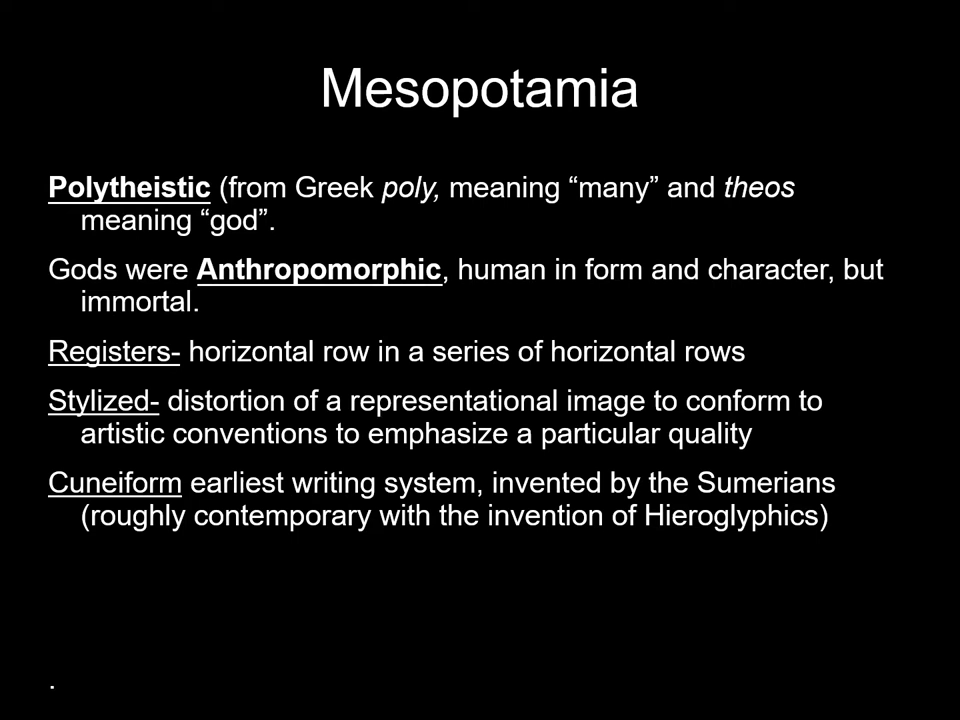 Mesopotamia
Polytheistic (from Greek poly, meaning “many” and theos
meaning “god”.
Gods were Anthropomorphic, human in form and character, but
immortal.
Registers- horizontal row in a series of horizontal rows
Stylized- distortion of a representational image to conform to
artistic conventions to emphasize a particular quality
Cuneiform earliest writing system, invented by the Sumerians
(roughly contemporary with the invention of Hieroglyphics)
.